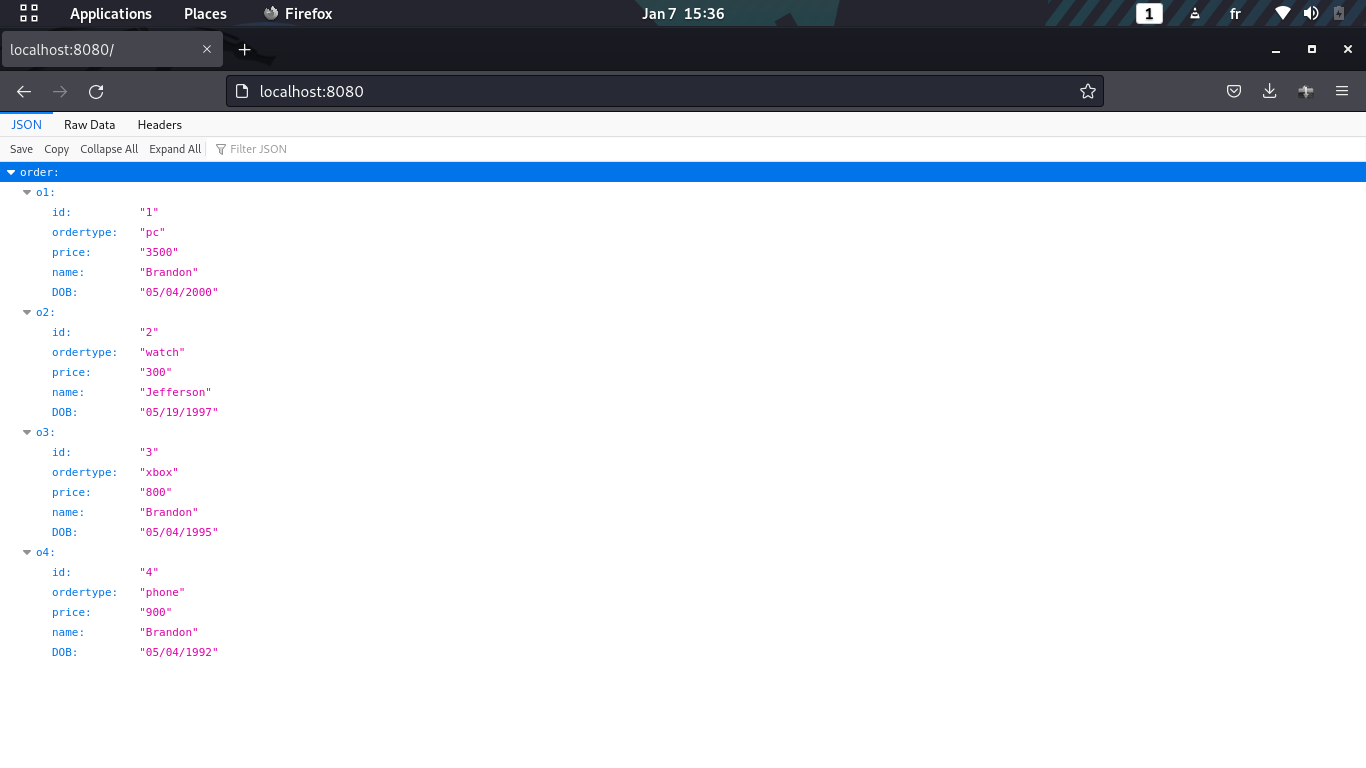 Applications Places Firefox Jan 7 15:36 1 fr
localhost:8080/
localhost:8080
JSON Raw Data Headers
Save Copy Collapse All Expand All Filter JSON
order:
o1:
id: "1"
ordertype: "pc"
price: "3500"
name: "Brandon"
DOB: "05/04/2000"
o2:
id: "2"
ordertype: "watch"
price: "300"
name: "Jefferson"
DOB: "05/19/1997"
o3:
id: "3"
ordertype: "xbox"
price: "800"
name: "Brandon"
DOB: "05/04/1995"
o4:
id: "4"
ordertype: "phone"
price: "900"
name: "Brandon"
DOB: "05/04/1992"